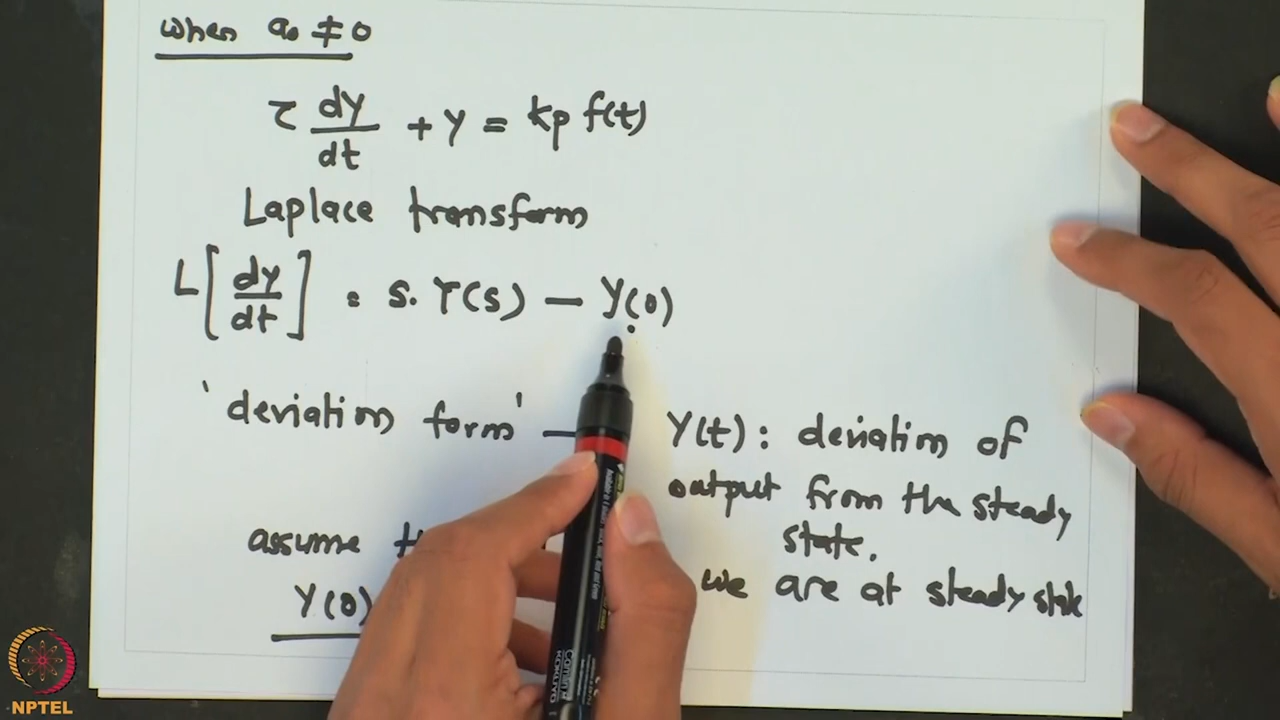 when a₀ ≠ 0
τ dy/dt + y = kp f(t)
Laplace transform
L[dy/dt] = s. Y(s) − y(0)
'deviation form' — Y(t): deviation of
output from the steady
state.
assume we are at steady state
Y(0)
NPTEL